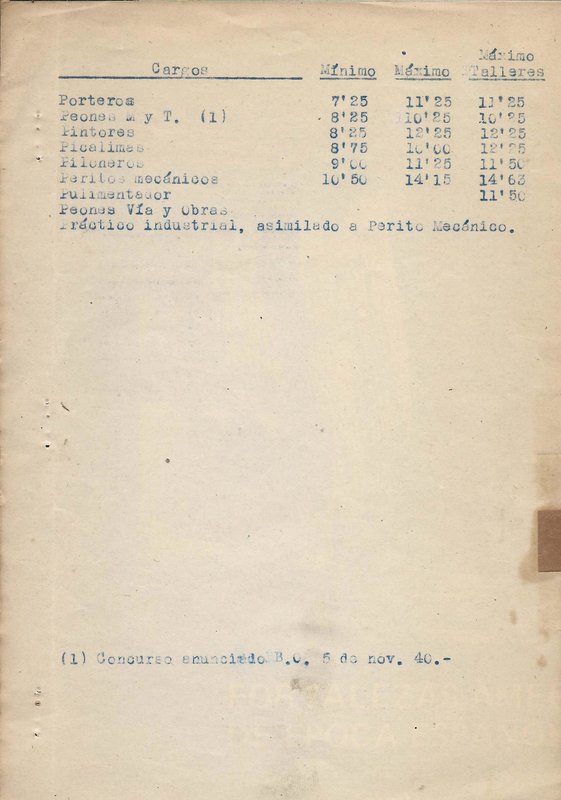 Máximo
Cargos Mínimo Máximo Talleres
Porteros 7'25 11'25 11'25
Peones M y T. (1) 8'25 10'25 10'25
Pintores 8'25 12'25 12'25
Picalimas 8'75 10'00 12'25
Piloneros 9'00 11'25 11'50
Peritos mecánicos 10'50 14'15 14'63
Pulimentador 11'50
Peones Vía y Obras
Práctico industrial, asimilado a Perito Mecánico.
(1) Concurso anunciado B.O. 5 de nov. 40.-